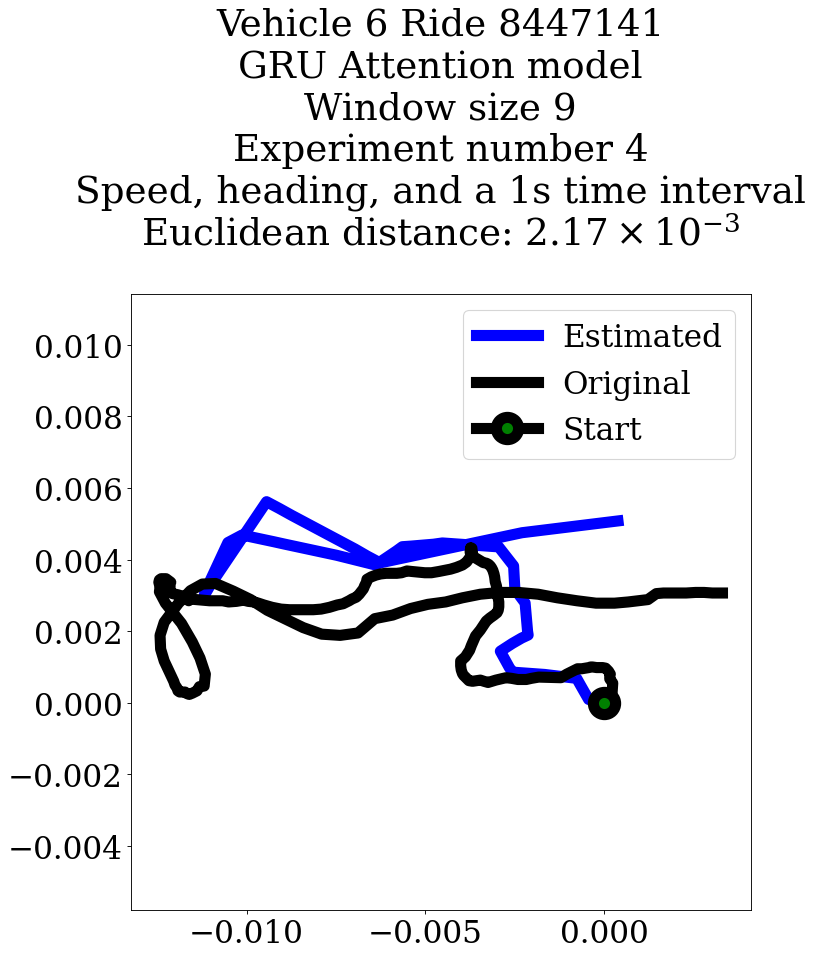 Vehicle 6 Ride 8447141
GRU Attention model
Window size 9
Experiment number 4
Speed, heading, and a 1s time interval
Euclidean distance: 2.17 × 10⁻³
Estimated
Original
Start
0.010
0.008
0.006
0.004
0.002
0.000
−0.002
−0.004
−0.010
−0.005
0.000